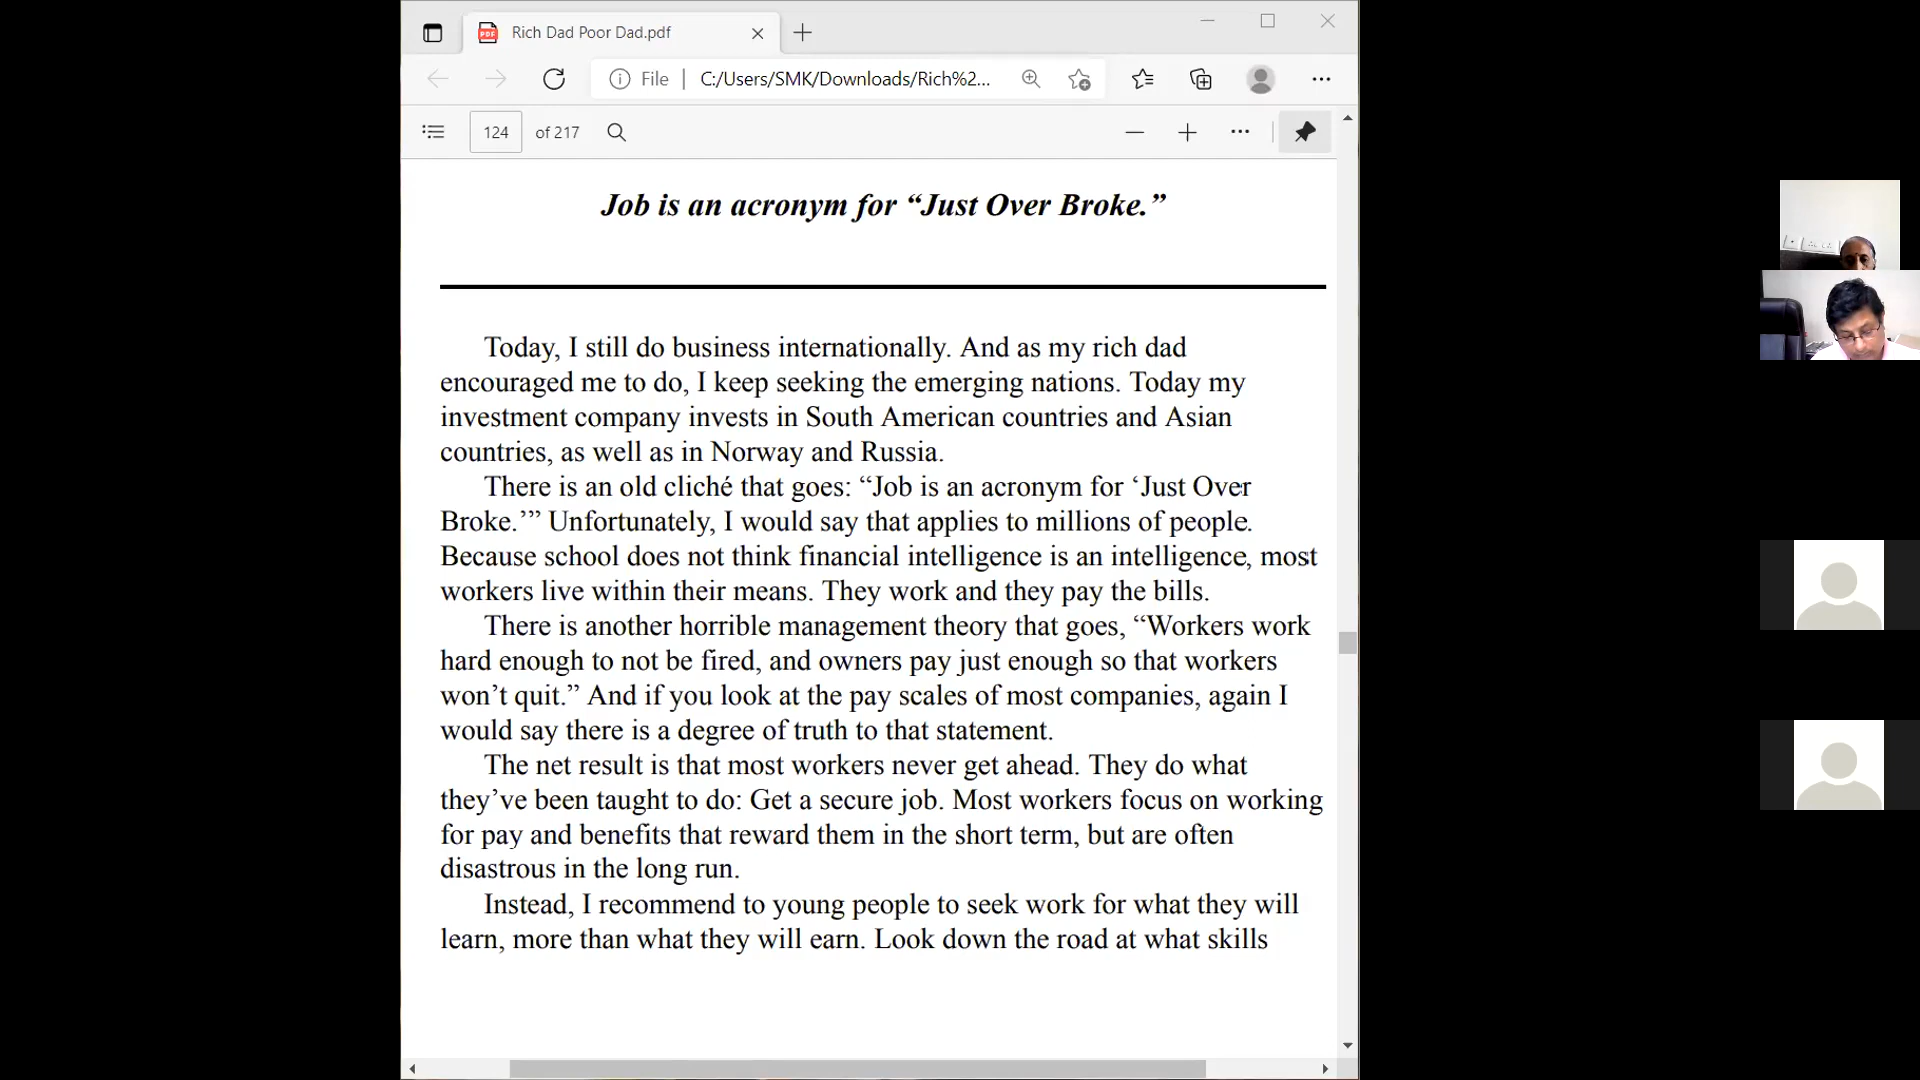 Rich Dad Poor Dad.pdf
File
C:/Users/SMK/Downloads/Rich%2...
124 of 217
Job is an acronym for “Just Over Broke.”
Today, I still do business internationally. And as my rich dad
encouraged me to do, I keep seeking the emerging nations. Today my
investment company invests in South American countries and Asian
countries, as well as in Norway and Russia.
There is an old cliché that goes: “Job is an acronym for ‘Just Over
Broke.’” Unfortunately, I would say that applies to millions of people.
Because school does not think financial intelligence is an intelligence, most
workers live within their means. They work and they pay the bills.
There is another horrible management theory that goes, “Workers work
hard enough to not be fired, and owners pay just enough so that workers
won’t quit.” And if you look at the pay scales of most companies, again I
would say there is a degree of truth to that statement.
The net result is that most workers never get ahead. They do what
they’ve been taught to do: Get a secure job. Most workers focus on working
for pay and benefits that reward them in the short term, but are often
disastrous in the long run.
Instead, I recommend to young people to seek work for what they will
learn, more than what they will earn. Look down the road at what skills